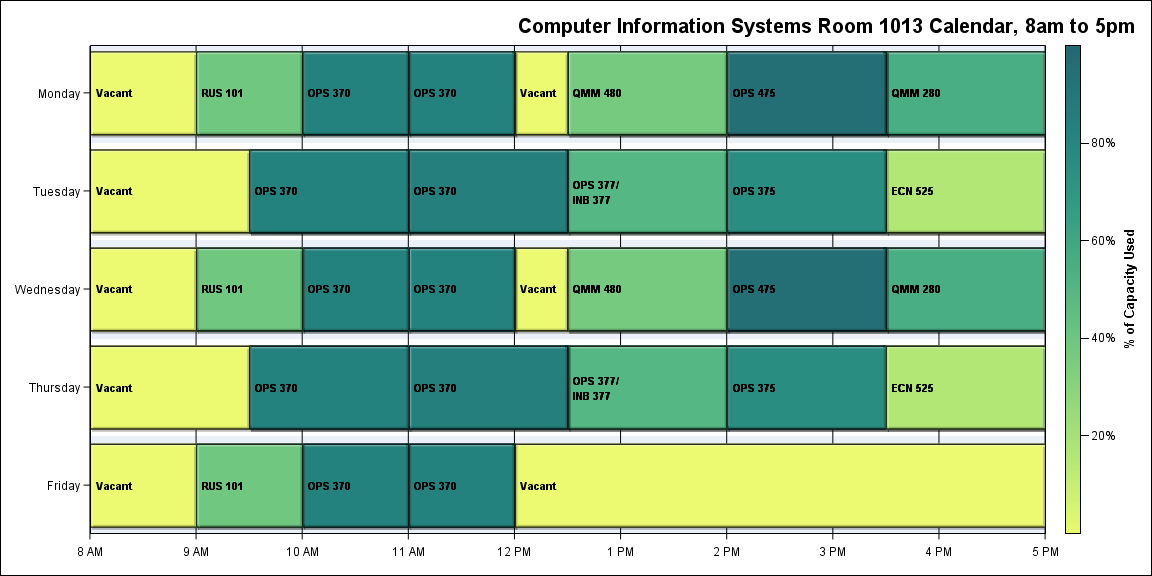 Computer Information Systems Room 1013 Calendar, 8am to 5pm
Monday
Vacant
RUS 101
OPS 370
OPS 370
Vacant
QMM 480
OPS 475
QMM 280
Tuesday
Vacant
OPS 370
OPS 370
OPS 377/
INB 377
OPS 375
ECN 525
Wednesday
Vacant
RUS 101
OPS 370
OPS 370
Vacant
QMM 480
OPS 475
QMM 280
Thursday
Vacant
OPS 370
OPS 370
OPS 377/
INB 377
OPS 375
ECN 525
Friday
Vacant
RUS 101
OPS 370
OPS 370
Vacant
8 AM
9 AM
10 AM
11 AM
12 PM
1 PM
2 PM
3 PM
4 PM
5 PM
80%
60%
40%
20%
% of Capacity Used